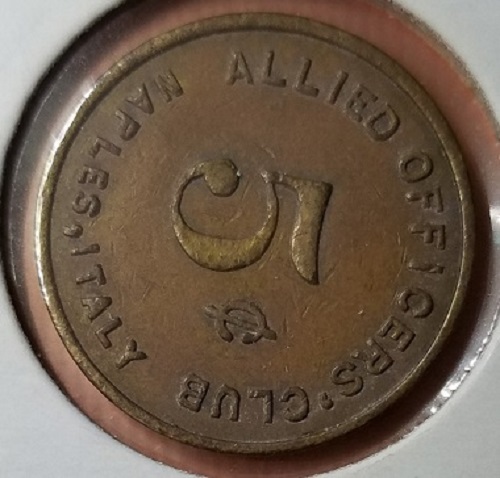 ALLIED OFFICERS' CLUB
NAPLES, ITALY
5